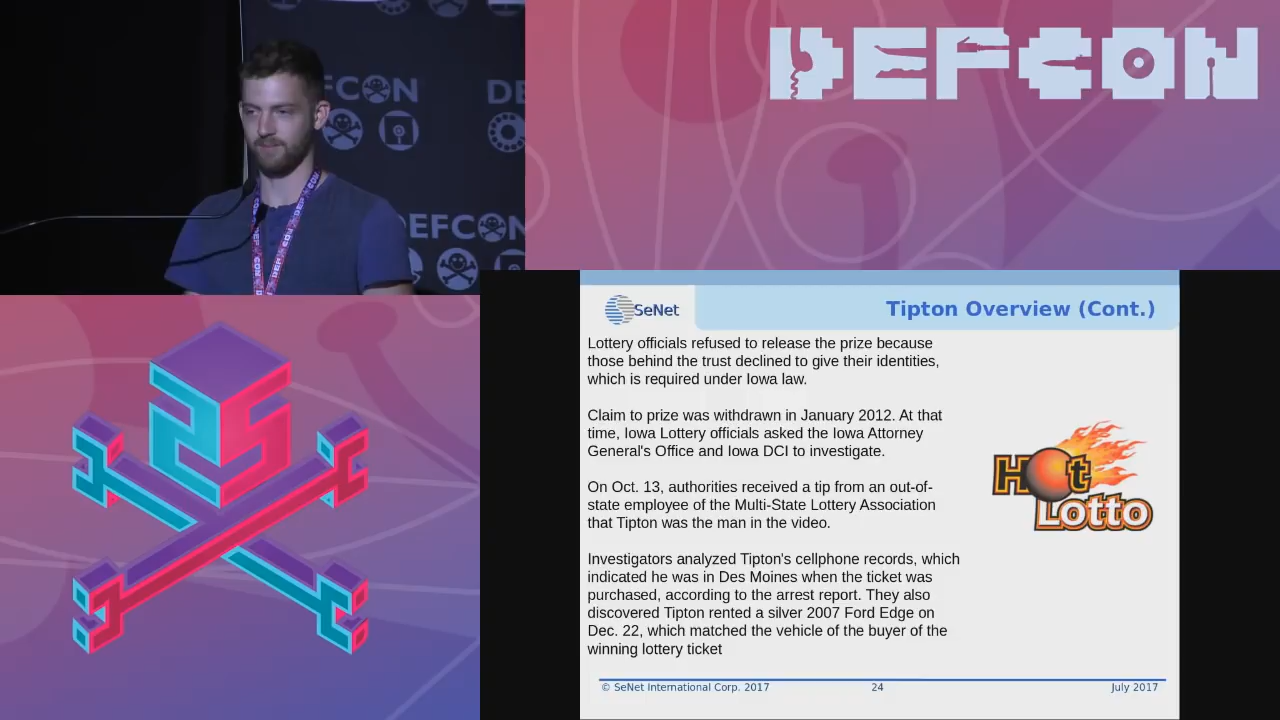 FCON
DE
EFCON
DEFCON
DEFCON
SeNet
Tipton Overview (Cont.)
Lottery officials refused to release the prize because
those behind the trust declined to give their identities,
which is required under Iowa law.
Claim to prize was withdrawn in January 2012. At that
time, Iowa Lottery officials asked the Iowa Attorney
General's Office and Iowa DCI to investigate.
On Oct. 13, authorities received a tip from an out-of-
state employee of the Multi-State Lottery Association
that Tipton was the man in the video.
Investigators analyzed Tipton's cellphone records, which
indicated he was in Des Moines when the ticket was
purchased, according to the arrest report. They also
discovered Tipton rented a silver 2007 Ford Edge on
Dec. 22, which matched the vehicle of the buyer of the
winning lottery ticket
Hot
Lotto
© SeNet International Corp. 2017
24
July 2017
25